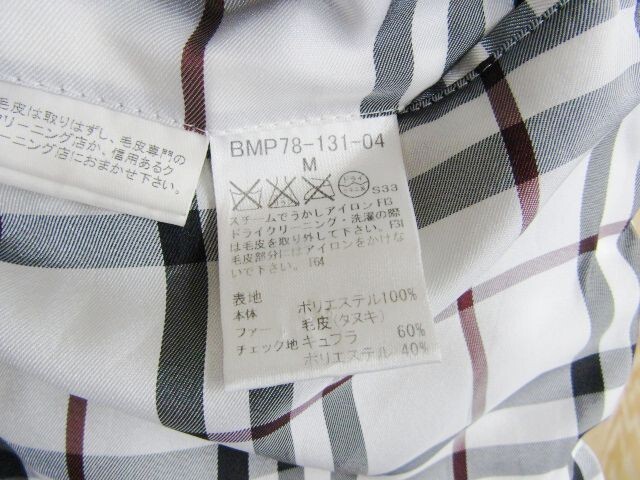 毛皮は取りはずし、毛皮専門の
クリーニング店か、信用あるク
リーニング店におまかせ下さい。
BMP78-131-04
M
ドライ
S33
スチームでうかしアイロン F13
ドライクリーニング・洗濯の際 F31
は毛皮を取り外して下さい。
毛皮部分にはアイロンをかけな
いで下さい。 F64
表地
本体 ポリエステル100%
ファー 毛皮(タヌキ)
チェック地 キュプラ 60%
ポリエステル 40%